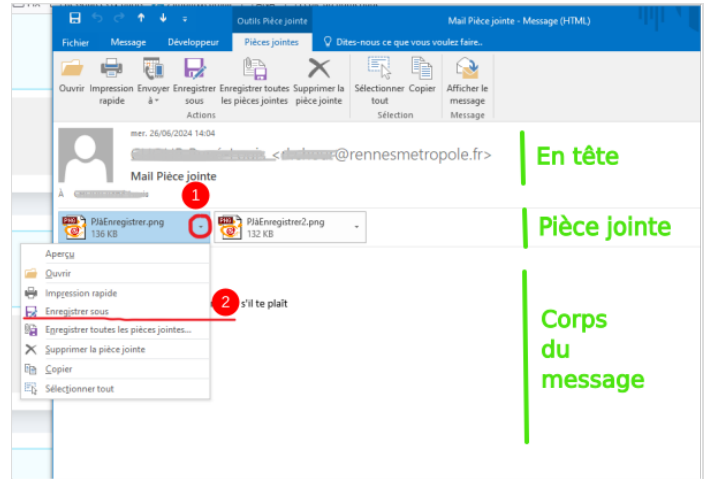 Outils Pièce jointe
Mail Pièce jointe - Message (HTML)
Fichier Message Développeur Pièces jointes Dites-nous ce que vous voulez faire..
Ouvrir Impression rapide Envoyer à Enregistrer sous Enregistrer toutes les pièces jointes Supprimer la pièce jointe Sélectionner tout Copier Afficher le message
Actions Sélection Message
mer. 26/06/2024 14:04
@rennesmetropole.fr>
Mail Pièce jointe
À
En tête
1
PJàEnregistrer.png
136 KB
PJàEnregistrer2.png
132 KB
Pièce jointe
Aperçu
Ouvrir
Impression rapide
Enregistrer sous
2
s'il te plaît
Enregistrer toutes les pièces jointes...
Supprimer la pièce jointe
Copier
Sélectionner tout
Corps
du
message